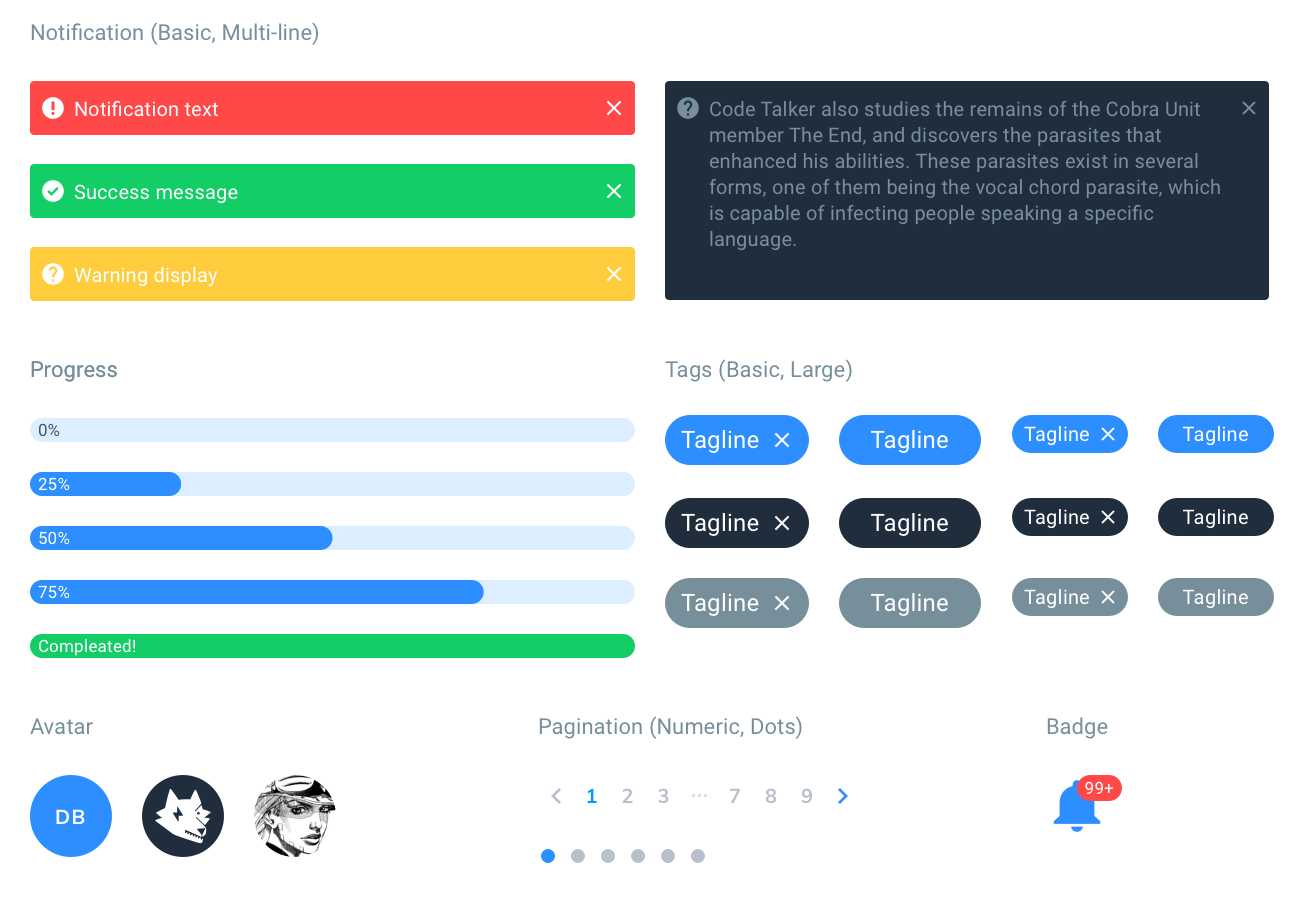 Notification (Basic, Multi-line)
Notification text
Success message
Warning display
Code Talker also studies the remains of the Cobra Unit
member The End, and discovers the parasites that
enhanced his abilities. These parasites exist in several
forms, one of them being the vocal chord parasite, which
is capable of infecting people speaking a specific
language.
Progress
0%
25%
50%
75%
Compleated!
Tags (Basic, Large)
Tagline Tagline Tagline Tagline
Tagline Tagline Tagline Tagline
Tagline Tagline Tagline Tagline
Avatar
DB
Pagination (Numeric, Dots)
1 2 3 ··· 7 8 9
Badge
99+